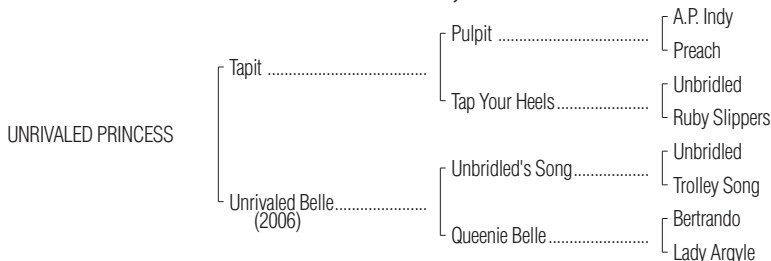 A.P. Indy
Pulpit ..........................................
Preach
Tapit ..........................................
Unbridled
Tap Your Heels.........................
Ruby Slippers
UNRIVALED PRINCESS
Unbridled
Unbridled's Song....................
Trolley Song
Unrivaled Belle........................
(2006)
Bertrando
Queenie Belle...........................
Lady Argyle